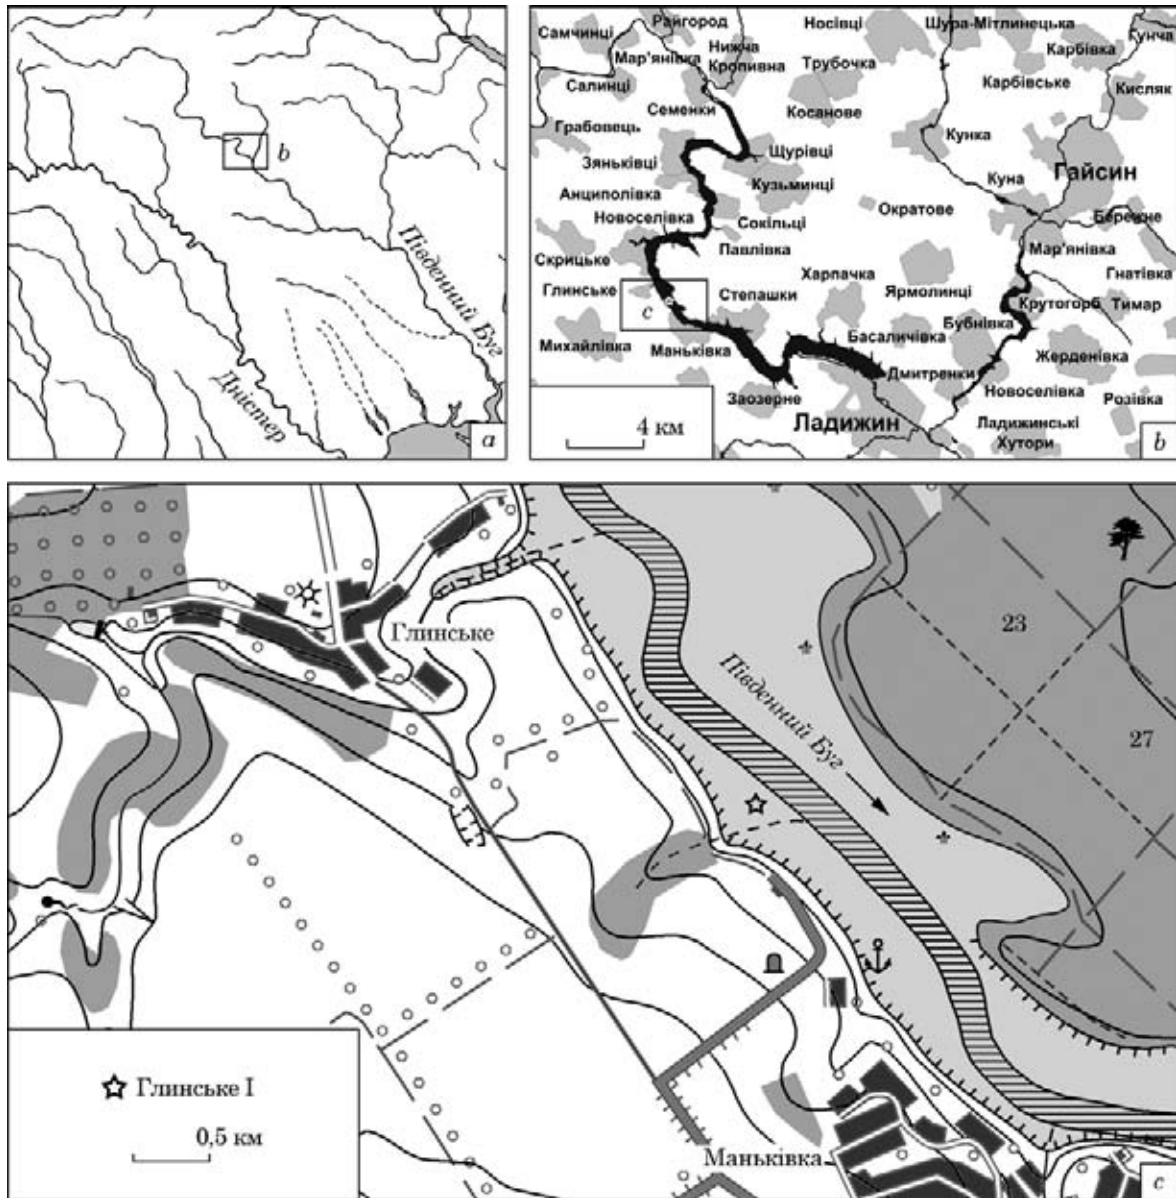 b
Південний Буг
Дністер
a
Самчинці
Райгород
Носівці
Шура-Мітлинецька
Гунча
Мар'янівка
Нижча
Кропивна
Трубочка
Карбівка
Салинці
Карбівське
Кисляк
Семенки
Косанове
Грабовець
Кунка
Зяньківці
Щурівці
Гайсин
Кузьминці
Куна
Анциполівка
Ократове
Бережне
Новоселівка
Сокільці
Мар'янівка
Павлівка
Скрицьке
Харпачка
Гнатівка
Глинське
c
Степашки
Ярмолинці
Крутогорб
Тимар
Бубнівка
Михайлівка
Маньківка
Басаличівка
Жерденівка
Дмитренки
Новоселівка
Заозерне
Розівка
Ладижин
Ладижинські
Хутори
4 км
b
Глинське
23
Південний Буг
27
Глинське I
0,5 км
Маньківка
c